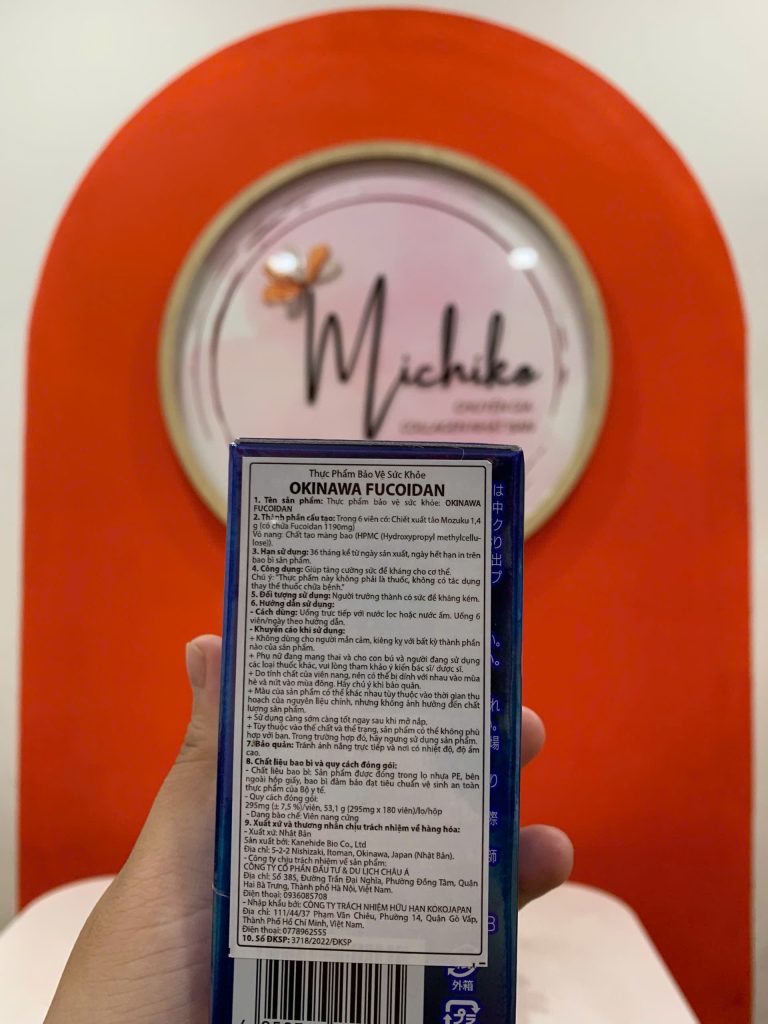 Michiko
CHUYÊN GIA
COLLAGEN NHẬT BẢN
Thực Phẩm Bảo Vệ Sức Khỏe
OKINAWA FUCOIDAN
1. Tên sản phẩm: Thực phẩm bảo vệ sức khỏe: OKINAWA
FUCOIDAN
2. Thành phần cấu tạo: Trong 6 viên có: Chiết xuất tảo Mozuku 1,4
g (có chứa Fucoidan 1190mg)
Vỏ nang: Chất tạo màng bao (HPMC (Hydroxypropyl methylcellu-
lose)).
3. Hạn sử dụng: 36 tháng kể từ ngày sản xuất, ngày hết hạn in trên
bao bì sản phẩm.
4. Công dụng: Giúp tăng cường sức đề kháng cho cơ thể.
Chú ý: "Thực phẩm này không phải là thuốc, không có tác dụng
thay thế thuốc chữa bệnh."
5. Đối tượng sử dụng: Người trưởng thành có sức đề kháng kém.
6. Hướng dẫn sử dụng:
- Cách dùng: Uống trực tiếp với nước lọc hoặc nước ấm. Uống 6
viên/ngày theo hướng dẫn.
- Khuyến cáo khi sử dụng:
+ Không dùng cho người mẫn cảm, kiêng kỵ với bất kỳ thành phần
nào của sản phẩm.
+ Phụ nữ đang mang thai và cho con bú và người đang sử dụng
các loại thuốc khác, vui lòng tham khảo ý kiến bác sĩ/ dược sĩ.
+ Do tính chất của viên nang, nên có thể bị dính với nhau vào mùa
hè và nứt vào mùa đông. Hãy chú ý khi bảo quản.
+ Màu của sản phẩm có thể khác nhau tùy thuộc vào thời gian thu
hoạch của nguyên liệu chính, nhưng không ảnh hưởng đến chất
lượng sản phẩm.
+ Sử dụng càng sớm càng tốt ngay sau khi mở nắp.
+ Tùy thuộc vào thể chất và thể trạng, sản phẩm có thể không phù
hợp với bạn. Trong trường hợp đó, hãy ngưng sử dụng sản phẩm.
7. Bảo quản: Tránh ánh nắng trực tiếp và nơi có nhiệt độ, độ ẩm
cao.
8. Chất liệu bao bì và quy cách đóng gói:
- Chất liệu bao bì: Sản phẩm được đóng trong lọ nhựa PE, bên
ngoài hộp giấy, bao bì đảm bảo đạt tiêu chuẩn vệ sinh an toàn
thực phẩm của Bộ y tế.
- Quy cách đóng gói:
295mg (± 7,5 %)/viên, 53,1 g (295mg x 180 viên)/lọ/hộp
- Dạng bào chế: Viên nang cứng
9. Xuất xứ và thương nhân chịu trách nhiệm về hàng hóa:
- Xuất xứ: Nhật Bản
Sản xuất bởi: Kanehide Bio Co., Ltd
Địa chỉ: 5-2-2 Nishizaki, Itoman, Okinawa, Japan (Nhật Bản).
- Công ty chịu trách nhiệm về sản phẩm:
CÔNG TY CỔ PHẦN ĐẦU TƯ & DU LỊCH CHÂU Á
Địa chỉ: Số 385, Đường Trần Đại Nghĩa, Phường Đồng Tâm, Quận
Hai Bà Trưng, Thành phố Hà Nội, Việt Nam.
Điện thoại: 0936085708
- Nhập khẩu bởi: CÔNG TY TRÁCH NHIỆM HỮU HẠN KOKOJAPAN
Địa chỉ: 111/44/37 Phạm Văn Chiêu, Phường 14, Quận Gò Vấp,
Thành Phố Hồ Chí Minh, Việt Nam.
Điện thoại: 0778962555
10. Số ĐKSP: 3718/2022/ĐKSP
外箱
プラ